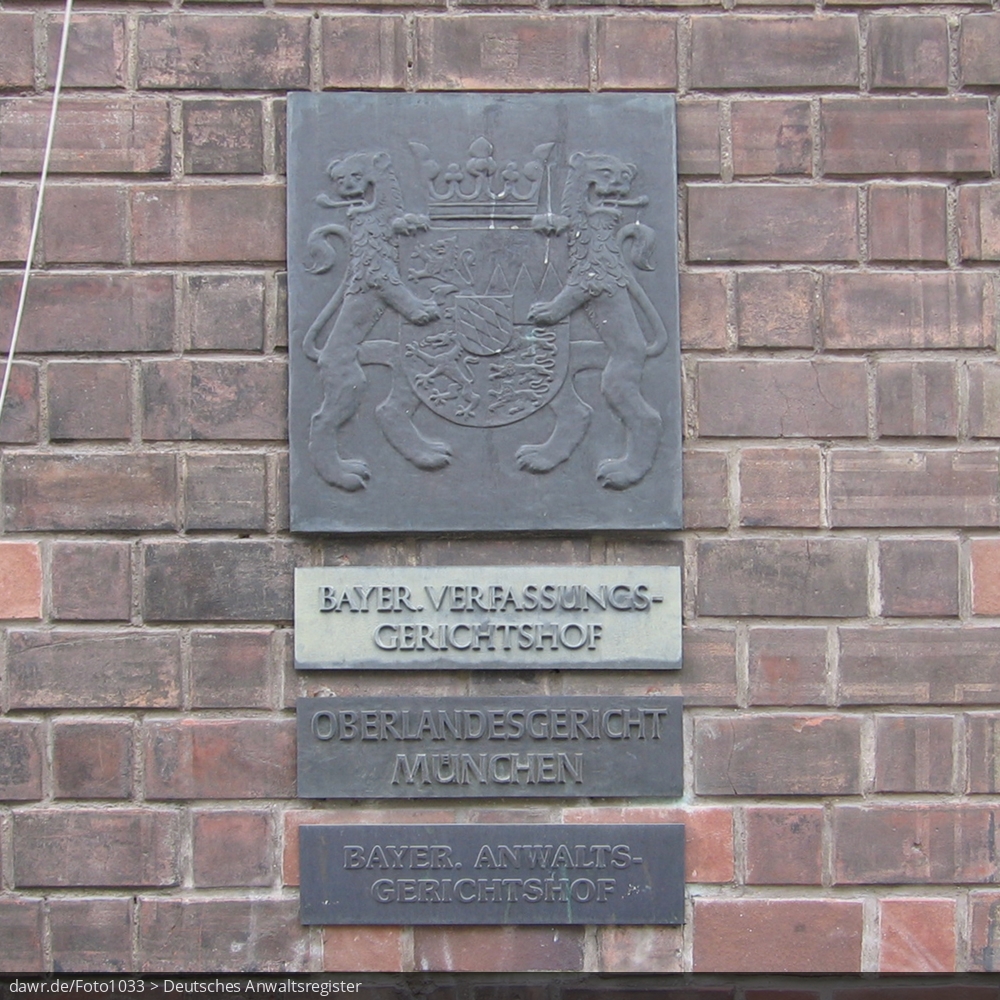 BAYER. VERFASSUNGS-
GERICHTSHOF
OBERLANDESGERICHT
MÜNCHEN
BAYER. ANWALTS-
GERICHTSHOF
dawr.de/Foto1033 > Deutsches Anwaltsregister